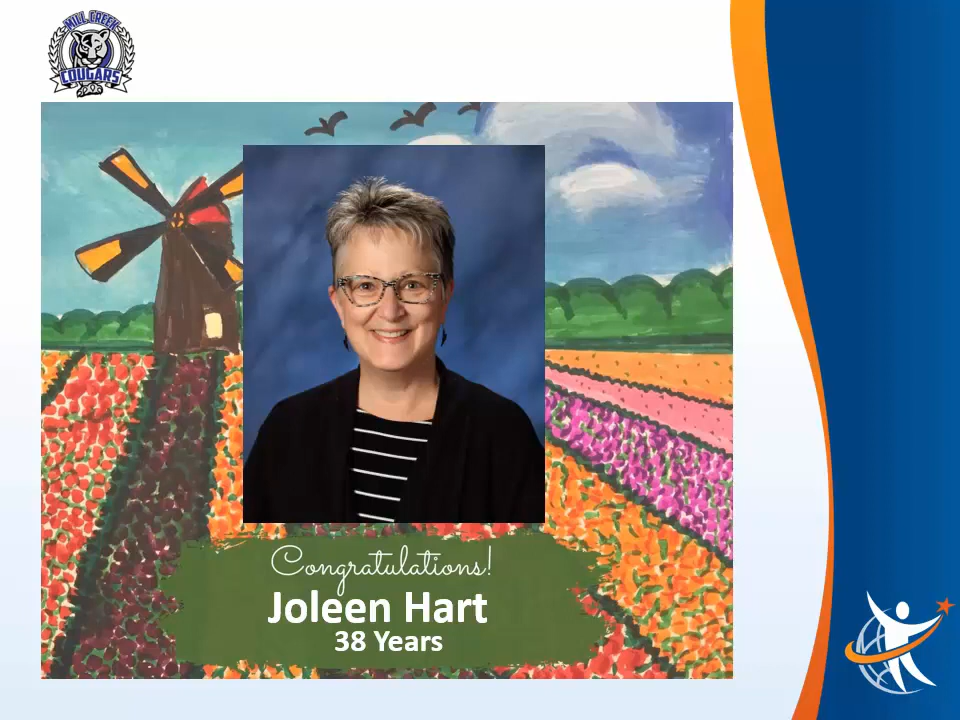 MILL CREEK
COUGARS
Congratulations!
Joleen Hart
38 Years